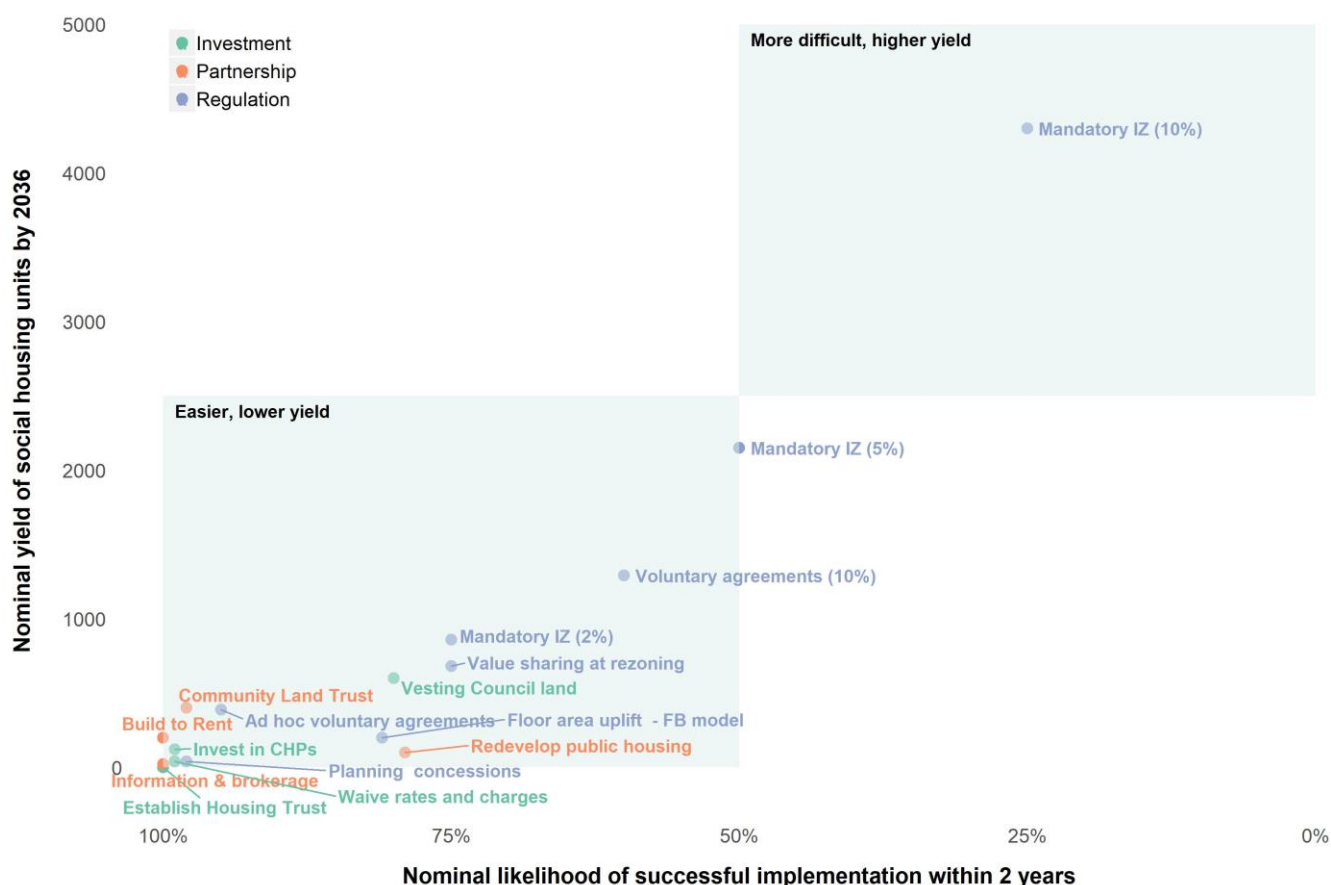 5000
Investment
Partnership
Regulation
More difficult, higher yield
Mandatory IZ (10%)
4000
Nominal yield of social housing units by 2036
3000
Easier, lower yield
2000
Mandatory IZ (5%)
Voluntary agreements (10%)
1000
Mandatory IZ (2%)
Value sharing at rezoning
Vesting Council land
Community Land Trust
Ad hoc voluntary agreements
Floor area uplift - FB model
Build to Rent
Redevelop public housing
Invest in CHPs
0
Planning concessions
Information & brokerage
Waive rates and charges
Establish Housing Trust
100%
75%
50%
25%
0%
Nominal likelihood of successful implementation within 2 years